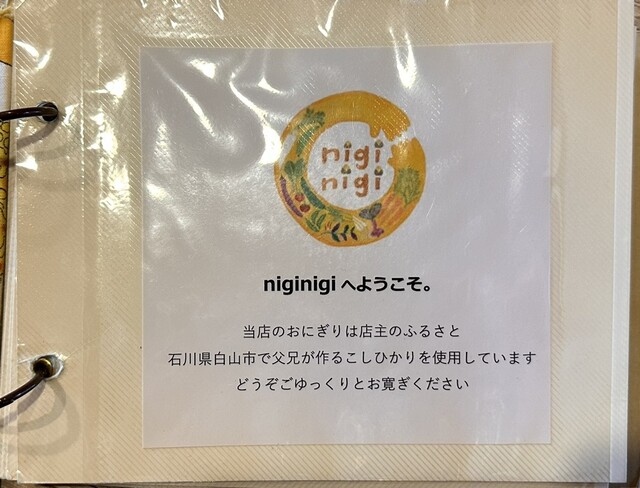 nigi
nigi
niginigi へようこそ。
当店のおにぎりは店主のふるさと
石川県白山市で父兄が作るこしひかりを使用しています
どうぞごゆっくりとお寛ぎください